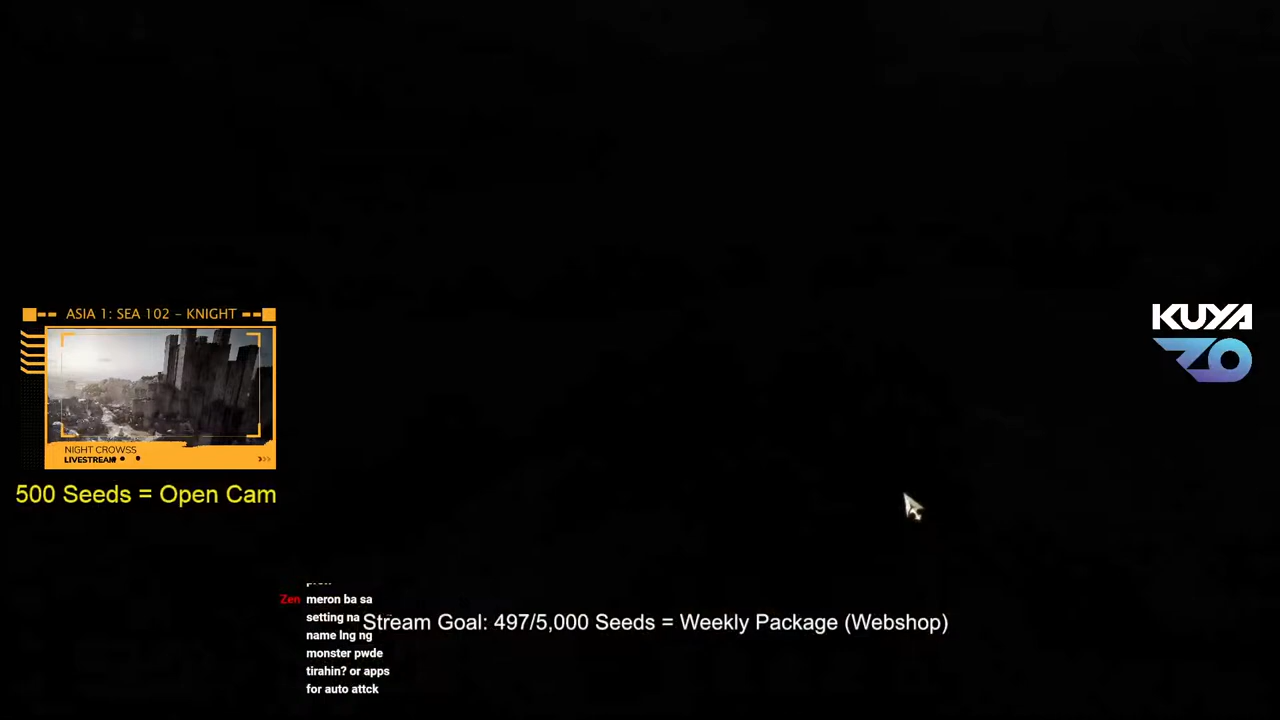 ASIA 1: SEA 102 – KNIGHT
KUYA
ZO
NIGHT CROWSS
LIVESTREAM
500 Seeds = Open Cam
Zen meron ba sa
setting na
name lng ng
monster pwde
tirahin? or apps
for auto attck
Stream Goal: 497/5,000 Seeds = Weekly Package (Webshop)